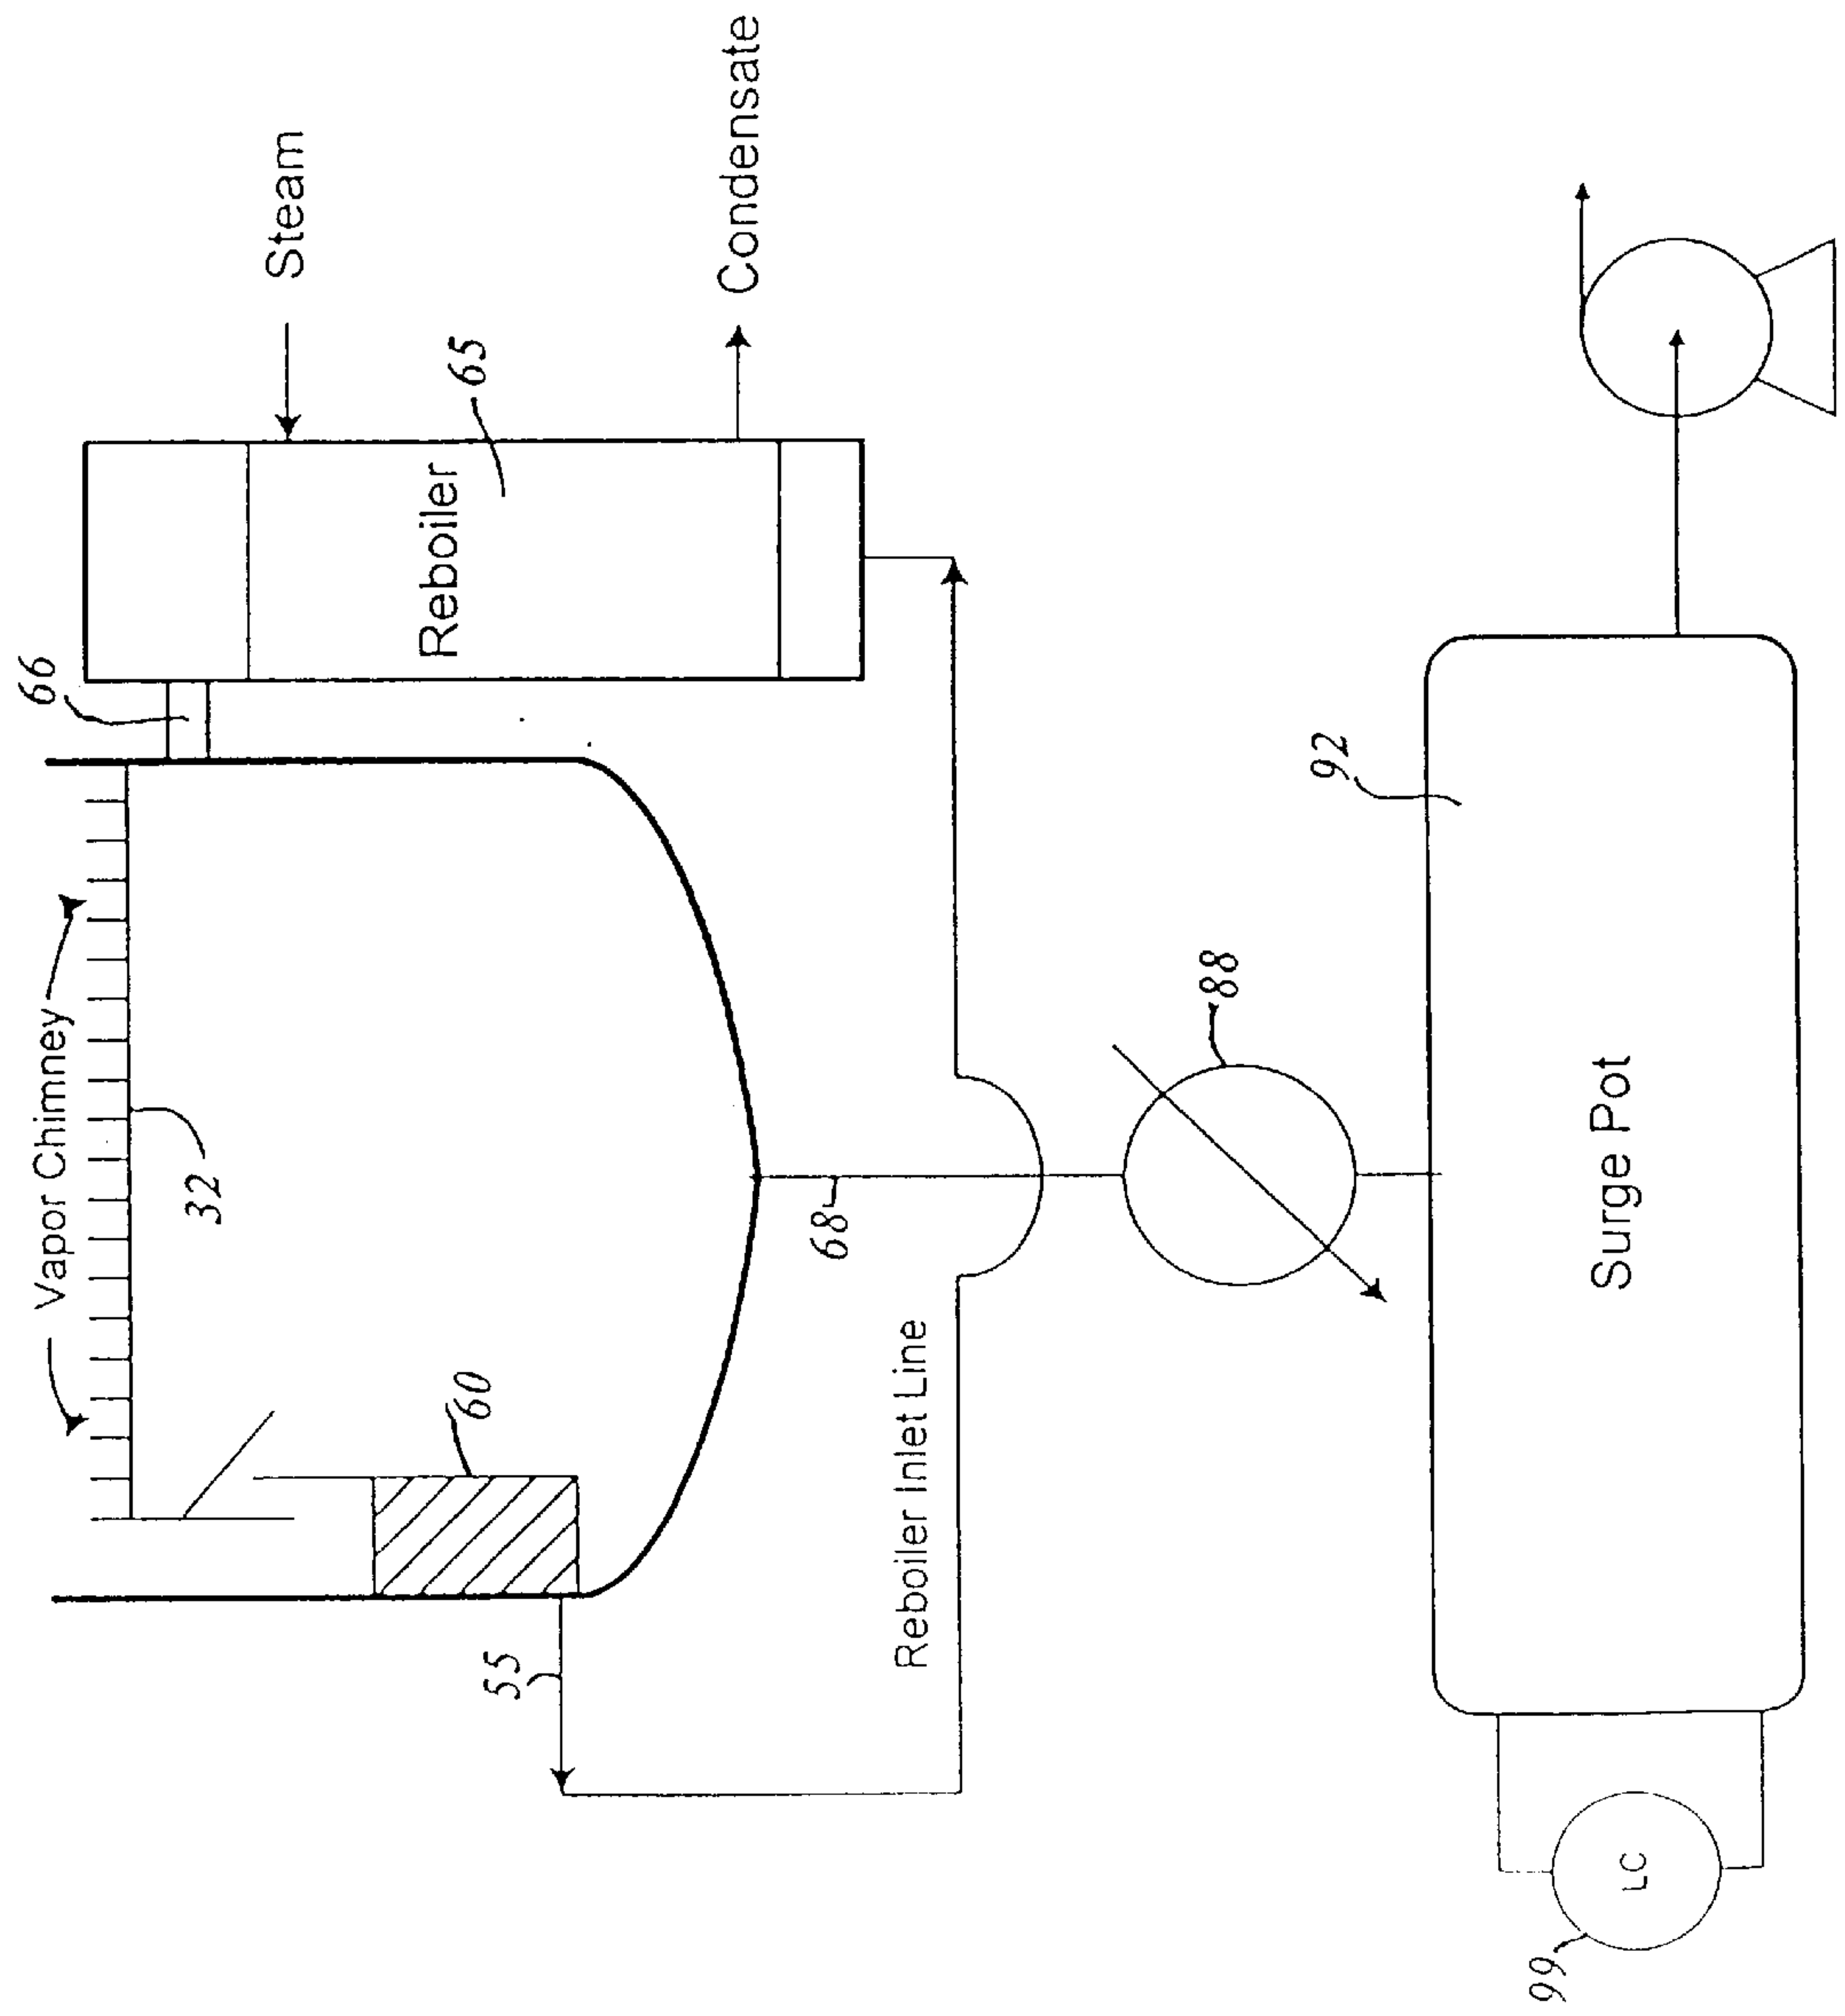 Vapor Chimney
66
32
Steam
Reboiler
65
Condensate
60
55
68
Reboiler Inlet Line
88
92
Surge Pot
LC
99